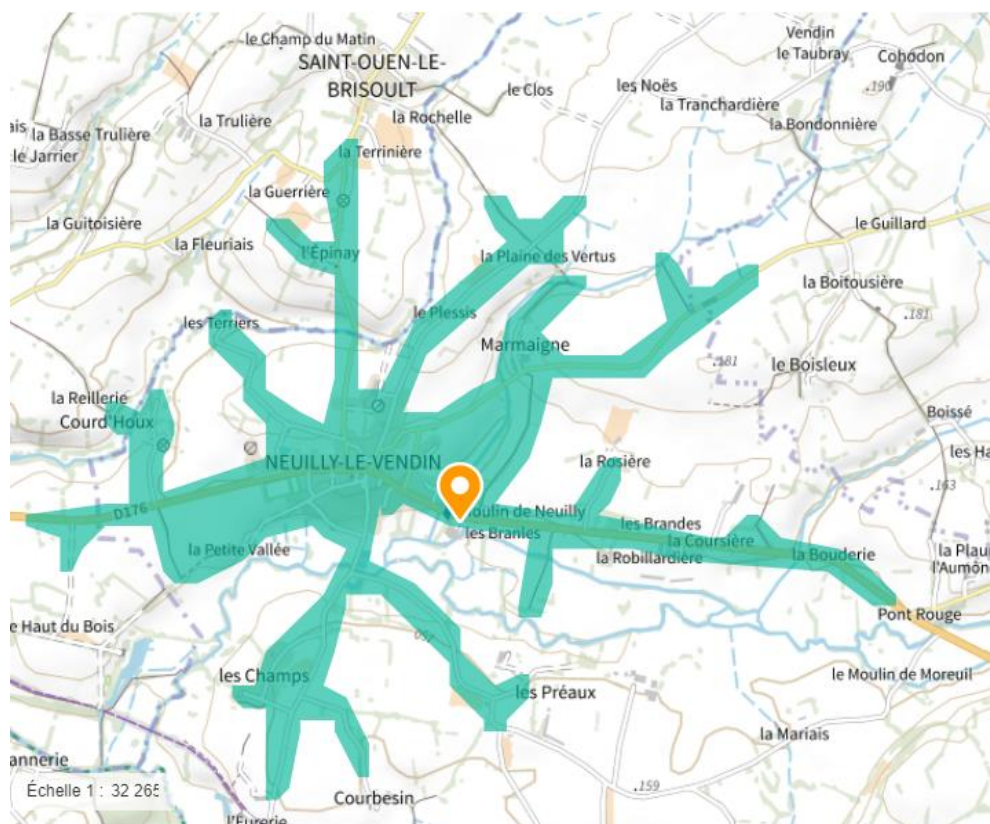 Vendin
le Champ du Matin
le Taubray
Cohodon
SAINT-OUEN-LE-
BRISOULT
.190
les Noës
le Clos
la Tranchardière
la Rochelle
la Trulière
la Bondonnière
la Basse Trulière
le Jarrier
la Terrinière
la Guerrière
la Guitoisière
le Guillard
la Fleuriais
l'Épinay
la Plaine des Vertus
la Boitousière
le Plessis
.181
les Terriers
Marmaigne
.181
le Boisleux
la Reillerie
Courd'Houx
Boissé
NEUILLY-LE-VENDIN
la Rosière
.163
D176
Moulin de Neuilly
les Branles
les Brandes
la Coursière
la Petite Vallée
la Robillardière
la Bouderie
l'Aumôn
Pont Rouge
e Haut du Bois
les Champs
les Préaux
le Moulin de Moreuil
la Mariais
annerie
.159
Échelle 1 : 32 265
Courbesin
l'Eurerie